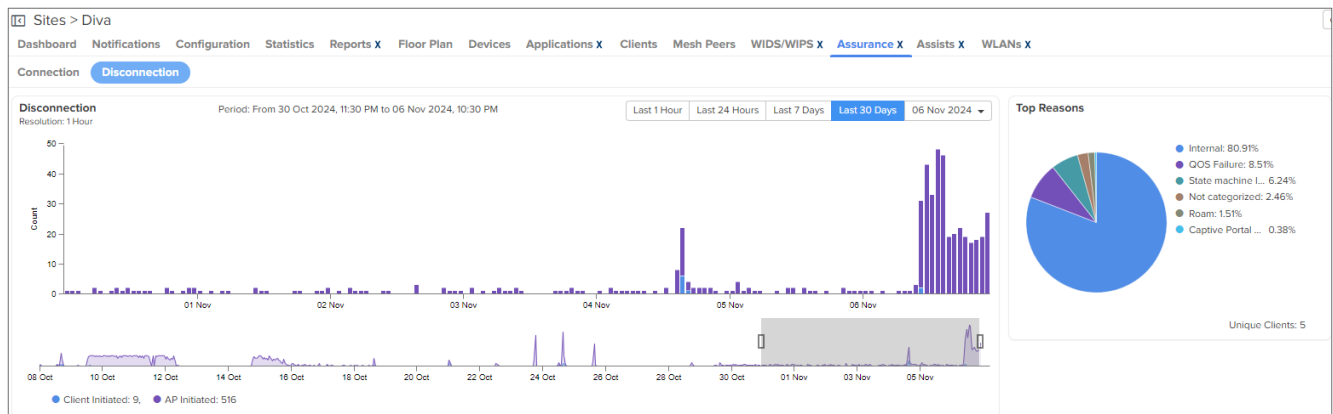 Sites > Diva
Dashboard Notifications Configuration Statistics Reports X Floor Plan Devices Applications X Clients Mesh Peers WIDS/WIPS X Assurance X Assists X WLANs X
Connection Disconnection
Disconnection
Resolution: 1 Hour
Period: From 30 Oct 2024, 11:30 PM to 06 Nov 2024, 10:30 PM
Last 1 Hour Last 24 Hours Last 7 Days Last 30 Days 06 Nov 2024
50
40
30
20
10
0
Count
01 Nov 02 Nov 03 Nov 04 Nov 05 Nov 06 Nov
08 Oct 10 Oct 12 Oct 14 Oct 16 Oct 18 Oct 20 Oct 22 Oct 24 Oct 26 Oct 28 Oct 30 Oct 01 Nov 03 Nov 05 Nov
Client Initiated: 9, AP Initiated: 516
Top Reasons
Internal: 80.91%
QOS Failure: 8.51%
State machine I... 6.24%
Not categorized: 2.46%
Roam: 1.51%
Captive Portal ... 0.38%
Unique Clients: 5